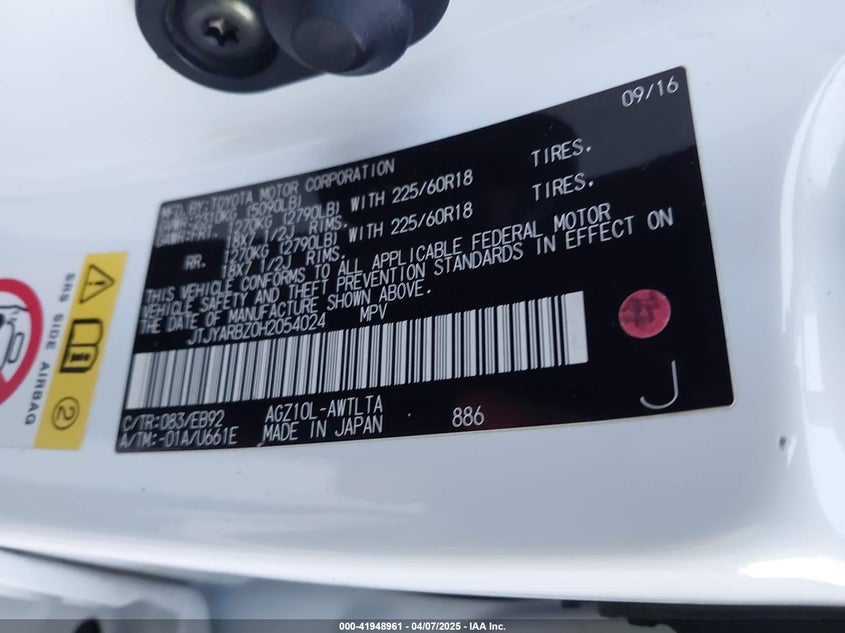 09/16
MFD.BY:TOYOTA MOTOR CORPORATION
GVWR:2310KG (5090LB)
GAWR:FRT. 1270KG (2790LB) WITH 225/60R18 TIRES.
18X7 1/2J RIMS.
RR. 1270KG (2790LB) WITH 225/60R18 TIRES.
18X7 1/2J RIMS.
THIS VEHICLE CONFORMS TO ALL APPLICABLE FEDERAL MOTOR
VEHICLE SAFETY AND THEFT PREVENTION STANDARDS IN EFFECT ON
THE DATE OF MANUFACTURE SHOWN ABOVE.
JTJYARBZ0H2054024 MPV
C/TR:083/EB92 AGZ10L-AWTLTA
A/TM:-01A/U661E MADE IN JAPAN 886
J
SRS SIDE AIRBAG
2
000-41948961 - 04/07/2025 - IAA Inc.